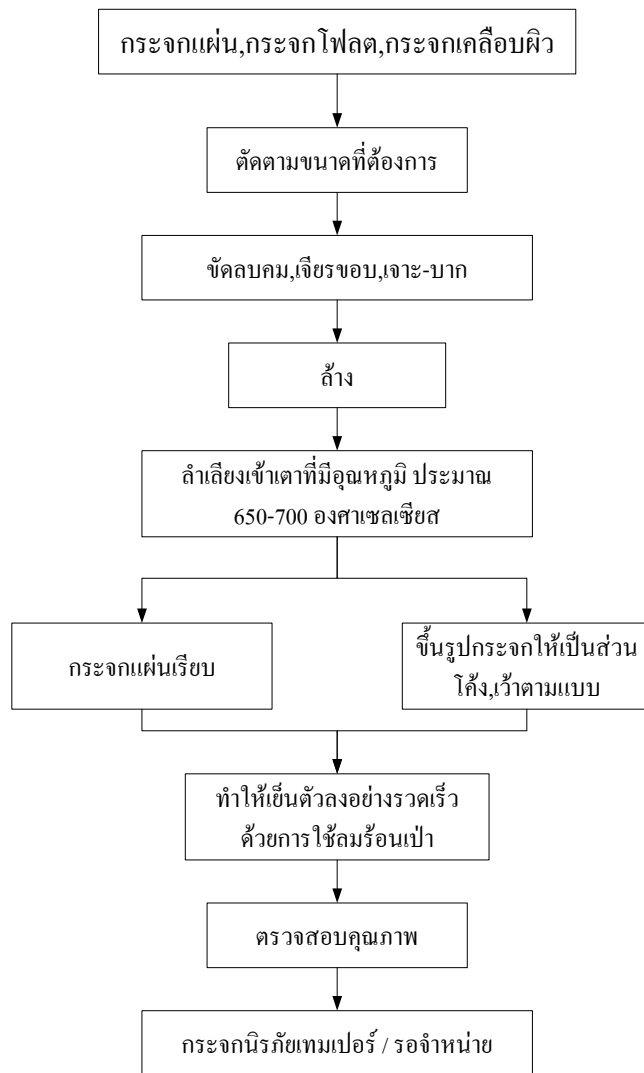 กระจกแผ่น,กระจกโฟลต,กระจกเคลือบผิว
ตัดตามขนาดที่ต้องการ
ขัดลบคม,เจียรขอบ,เจาะ-บาก
ล้าง
ลำเลียงเข้าเตาที่มีอุณหภูมิ ประมาณ
650-700 องศาเซลเซียส
กระจกแผ่นเรียบ
ขึ้นรูปกระจกให้เป็นส่วน
โค้ง,เว้าตามแบบ
ทำให้เย็นตัวลงอย่างรวดเร็ว
ด้วยการใช้ลมร้อนเป่า
ตรวจสอบคุณภาพ
กระจกนิรภัยเทมเปอร์ / รอจำหน่าย